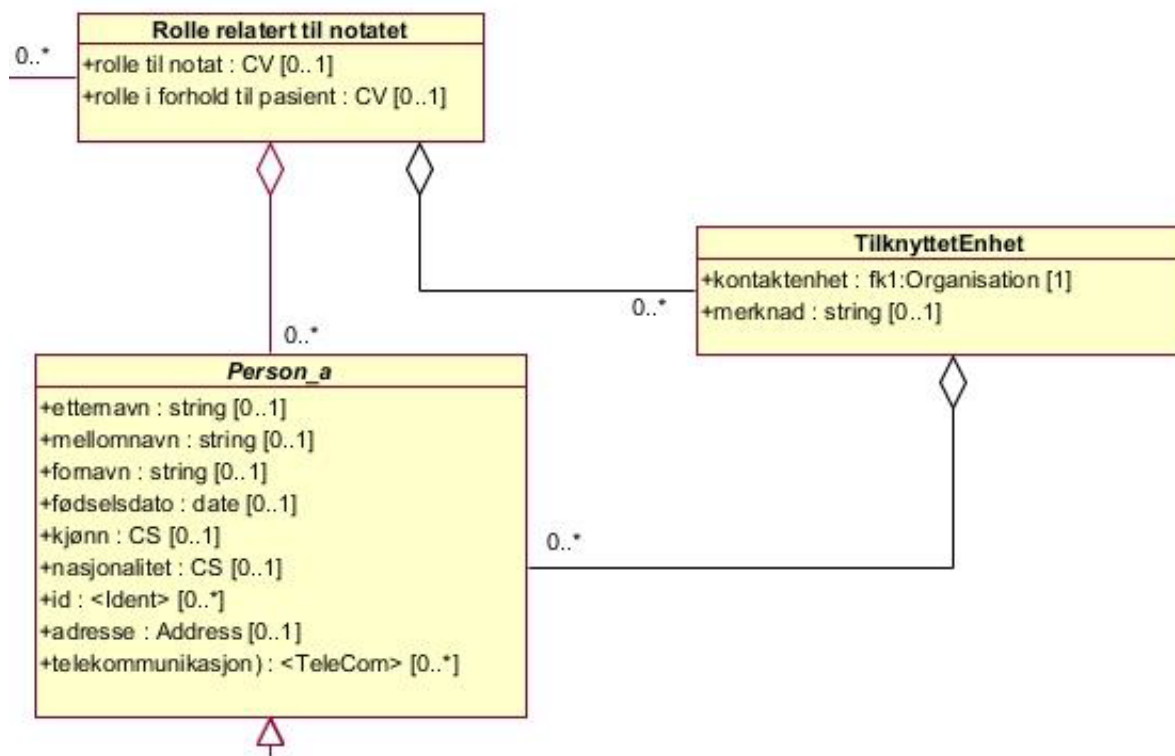 Rolle relatert til notatet
0..*
+rolle til notat : CV [0..1]
+rolle i forhold til pasient : CV [0..1]
TilknyttetEnhet
+kontaktenhet : fk1:Organisation [1]
+merknad : string [0..1]
0..*
0..*
Person_a
+etternavn : string [0..1]
+mellomnavn : string [0..1]
+fornavn : string [0..1]
+fødselsdato : date [0..1]
+kjønn : CS [0..1]
+nasjonalitet : CS [0..1]
+id : <Ident> [0..*]
+adresse : Address [0..1]
+telekommunikasjon) : <TeleCom> [0..*]
0..*